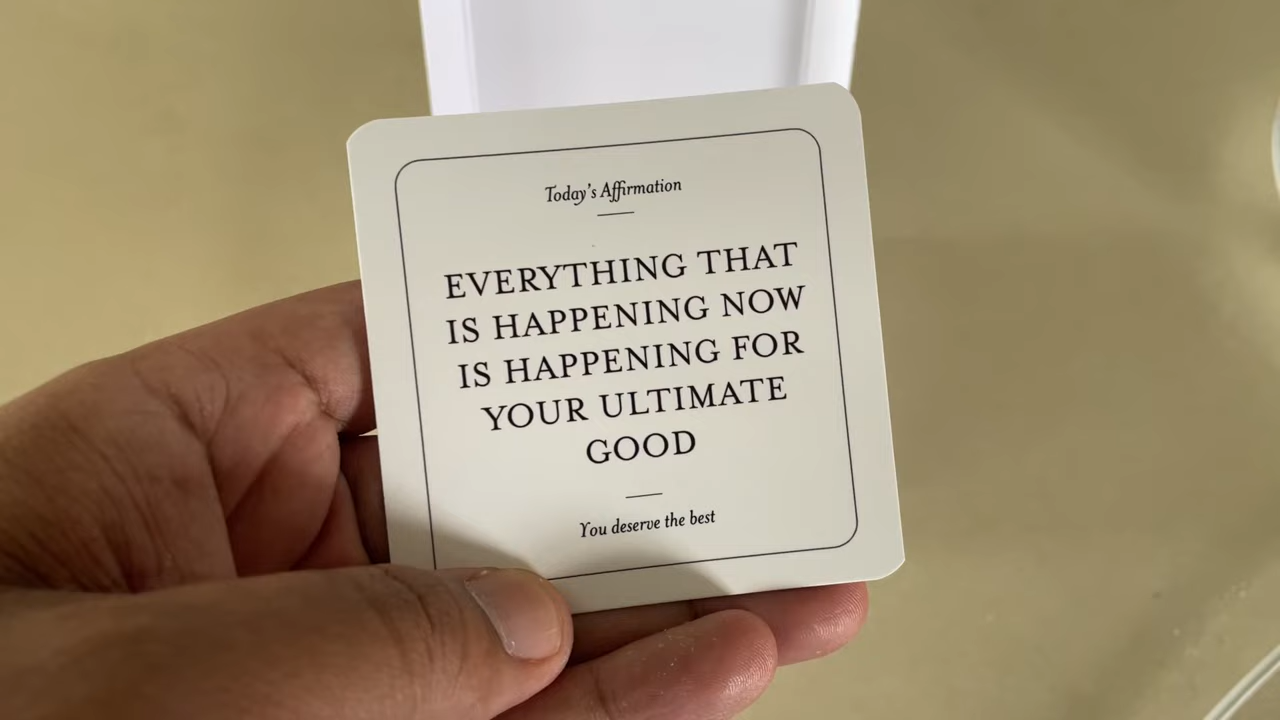 Today's Affirmation
EVERYTHING THAT
IS HAPPENING NOW
IS HAPPENING FOR
YOUR ULTIMATE
GOOD
You deserve the best